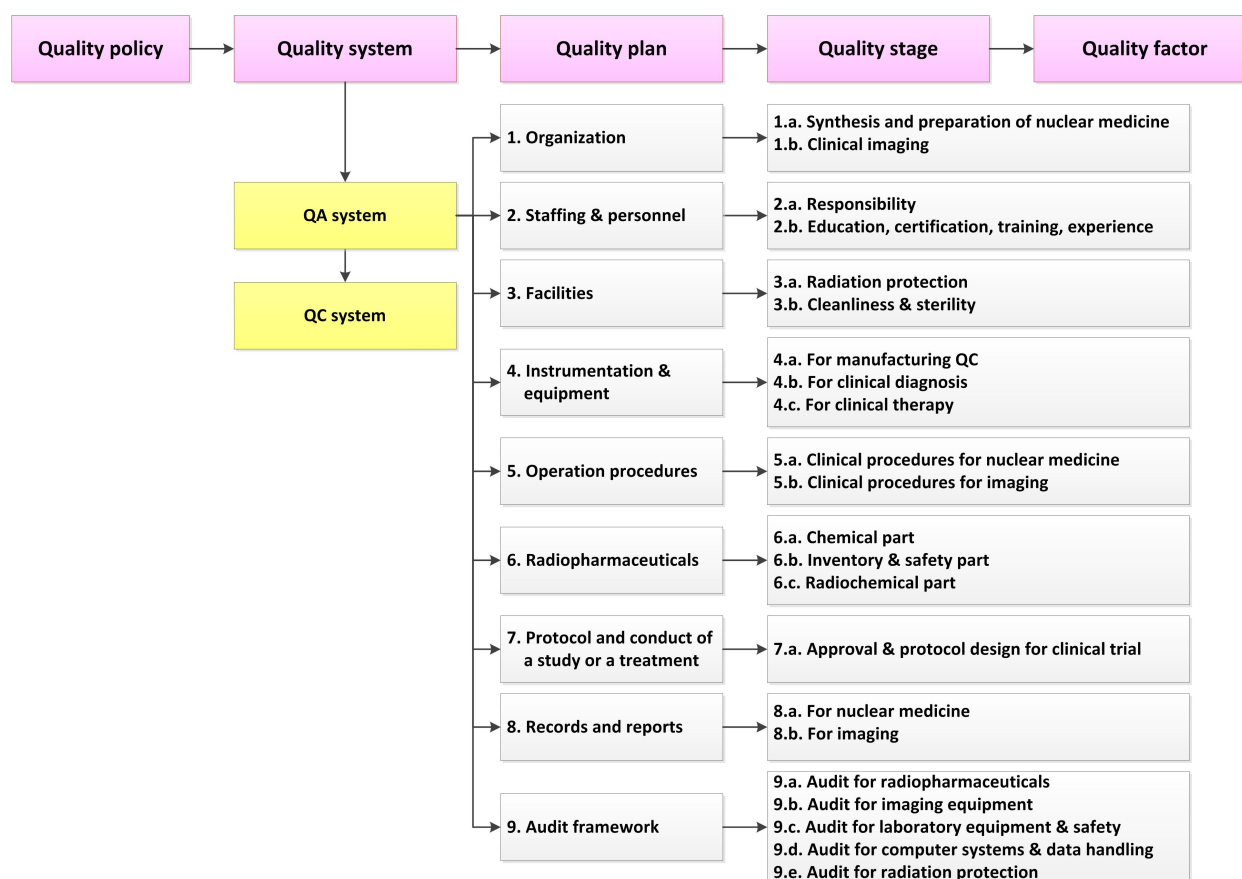 Quality policy
Quality system
Quality plan
Quality stage
Quality factor
QA system
QC system
1. Organization
1.a. Synthesis and preparation of nuclear medicine
1.b. Clinical imaging
2. Staffing & personnel
2.a. Responsibility
2.b. Education, certification, training, experience
3. Facilities
3.a. Radiation protection
3.b. Cleanliness & sterility
4. Instrumentation &
equipment
4.a. For manufacturing QC
4.b. For clinical diagnosis
4.c. For clinical therapy
5. Operation procedures
5.a. Clinical procedures for nuclear medicine
5.b. Clinical procedures for imaging
6. Radiopharmaceuticals
6.a. Chemical part
6.b. Inventory & safety part
6.c. Radiochemical part
7. Protocol and conduct of
a study or a treatment
7.a. Approval & protocol design for clinical trial
8. Records and reports
8.a. For nuclear medicine
8.b. For imaging
9. Audit framework
9.a. Audit for radiopharmaceuticals
9.b. Audit for imaging equipment
9.c. Audit for laboratory equipment & safety
9.d. Audit for computer systems & data handling
9.e. Audit for radiation protection